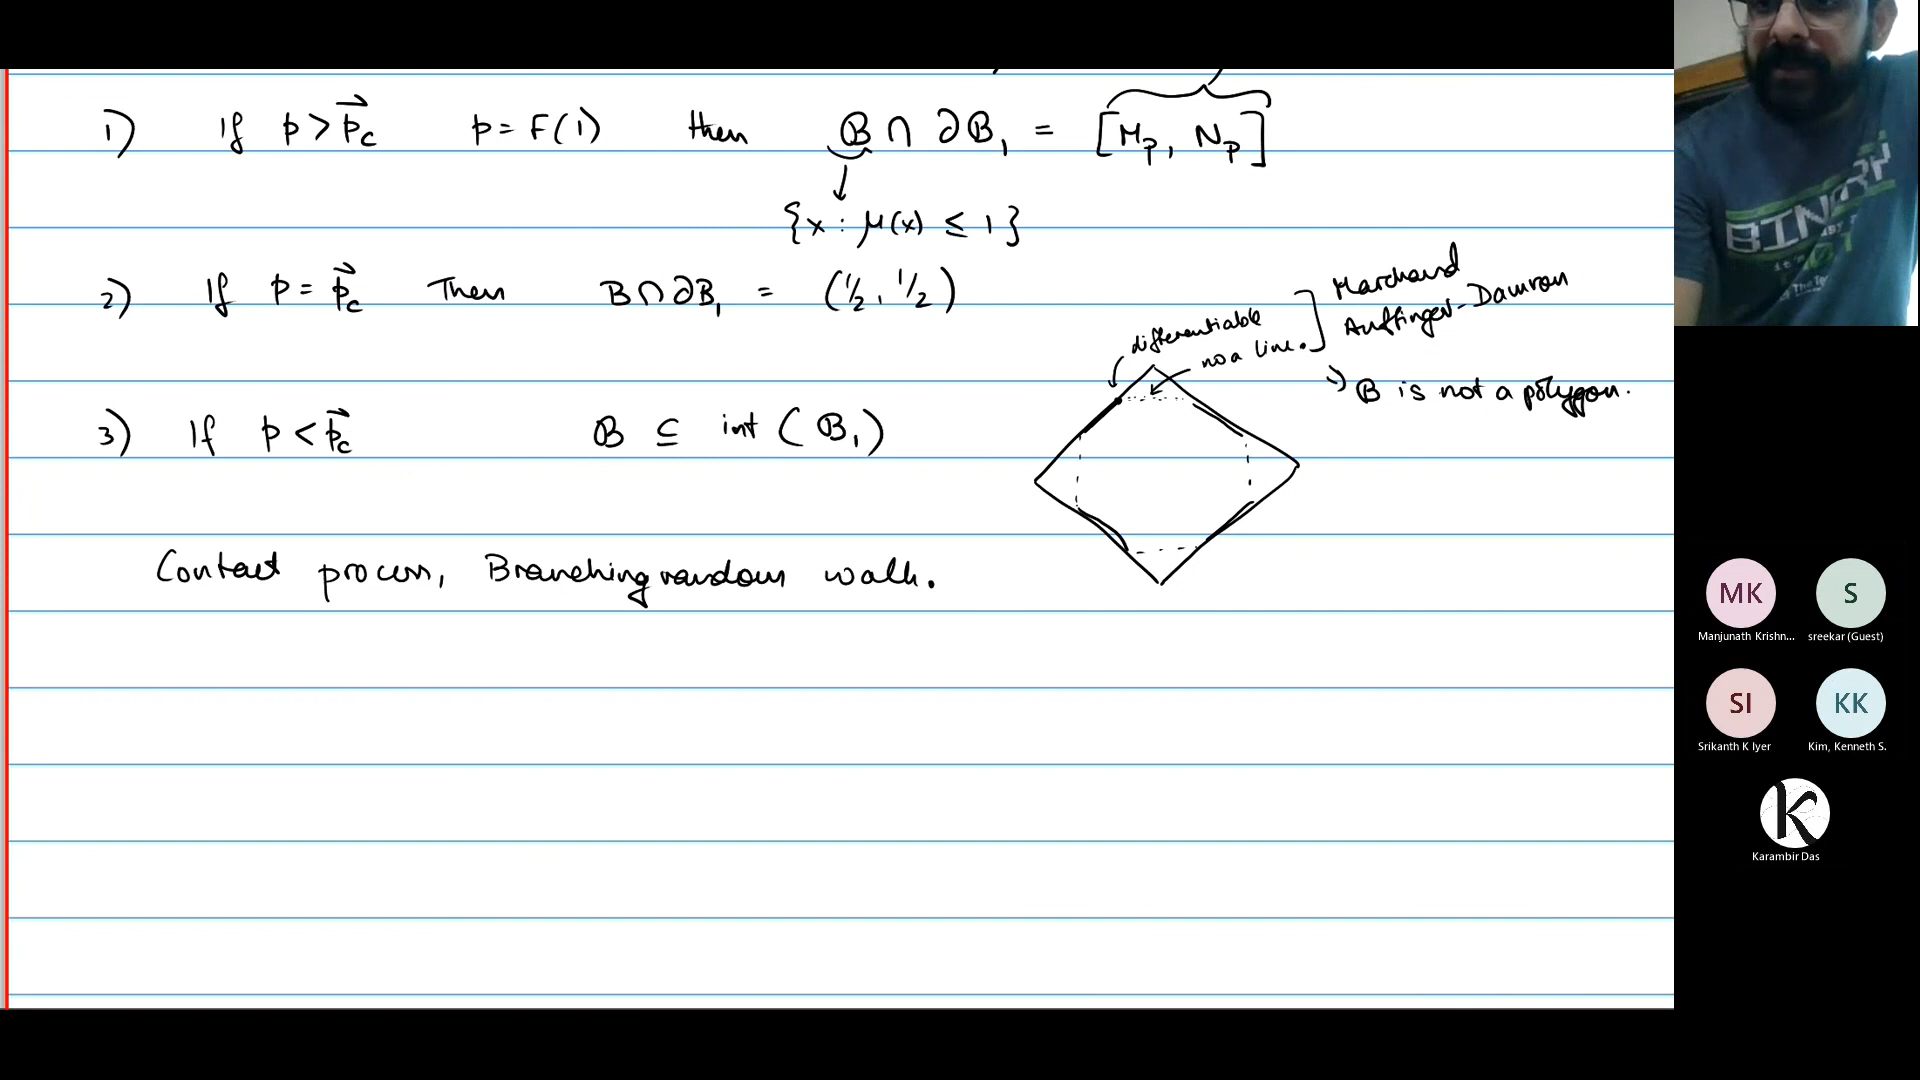 1) If p > p⃗c p = F(1) then B ∩ ∂B₁ = [Mp, Np]
{x : μ(x) ≤ 1}
2) If p = p⃗c Then B ∩ ∂B₁ = (½, ½)
differentiable
no a line.
Marchand
Auffinger-Damron
B is not a polygon.
3) If p < p⃗c B ⊆ int (B₁)
Contact process, Branching random walk.
BINARY
MK
Manjunath Krishn...
S
sreekar (Guest)
SI
Srikanth K Iyer
KK
Kim, Kenneth S.
K
Karambir Das